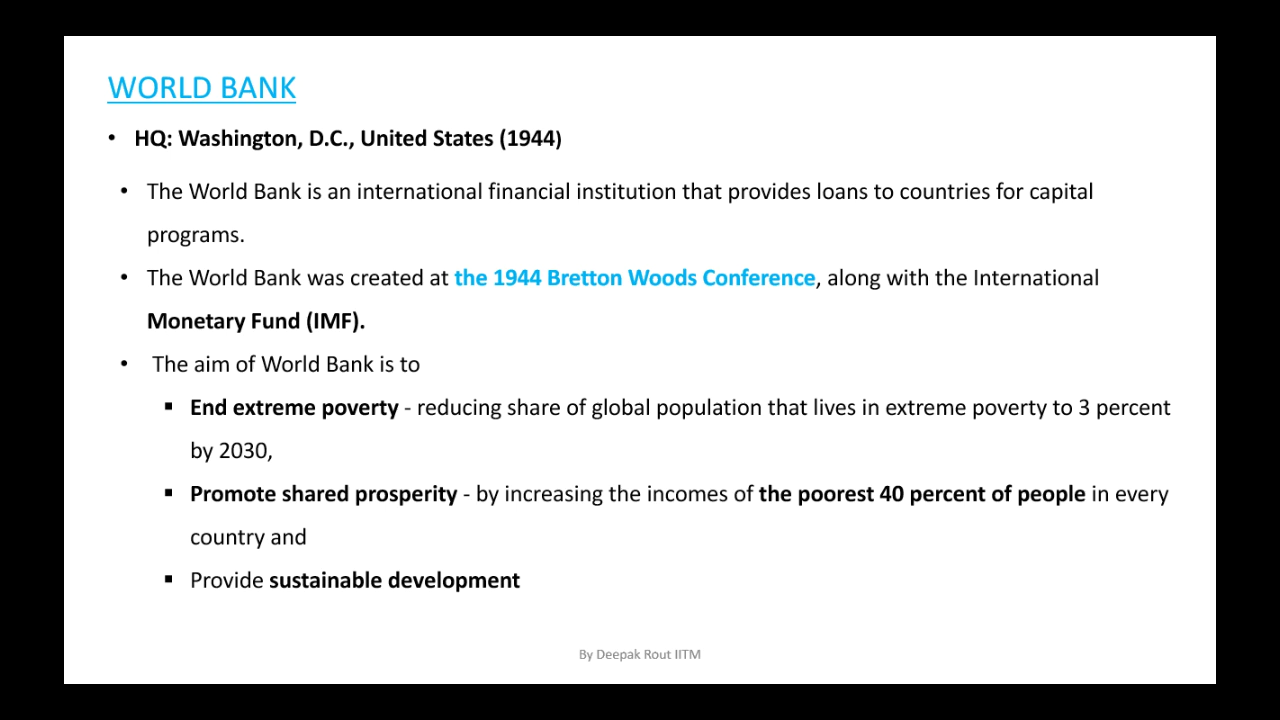 WORLD BANK
• HQ: Washington, D.C., United States (1944)
• The World Bank is an international financial institution that provides loans to countries for capital
programs.
• The World Bank was created at the 1944 Bretton Woods Conference, along with the International
Monetary Fund (IMF).
• The aim of World Bank is to
▪ End extreme poverty - reducing share of global population that lives in extreme poverty to 3 percent
by 2030,
▪ Promote shared prosperity - by increasing the incomes of the poorest 40 percent of people in every
country and
▪ Provide sustainable development
By Deepak Rout IITM